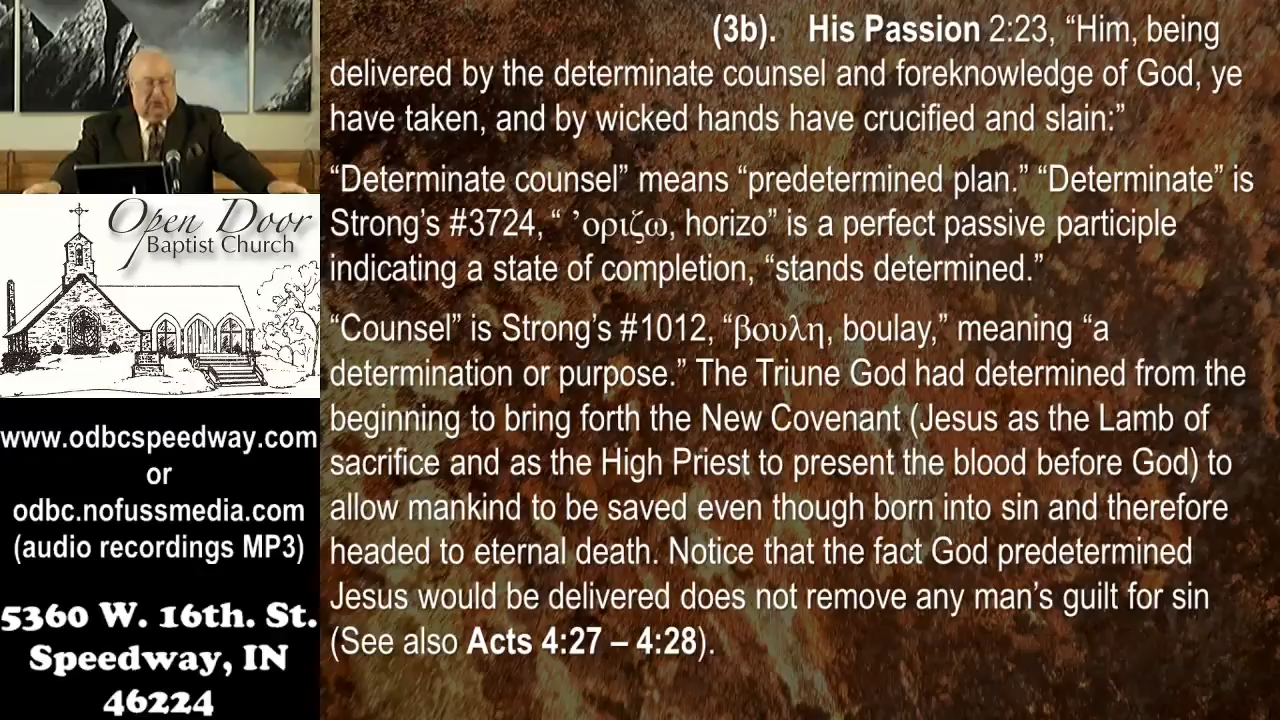 (3b). His Passion 2:23, “Him, being
delivered by the determinate counsel and foreknowledge of God, ye
have taken, and by wicked hands have crucified and slain:”
“Determinate counsel” means “predetermined plan.” “Determinate” is
Strong’s #3724, “ ’οριζω, horizo” is a perfect passive participle
indicating a state of completion, “stands determined.”
“Counsel” is Strong’s #1012, “βουλη, boulay,” meaning “a
determination or purpose.” The Triune God had determined from the
beginning to bring forth the New Covenant (Jesus as the Lamb of
sacrifice and as the High Priest to present the blood before God) to
allow mankind to be saved even though born into sin and therefore
headed to eternal death. Notice that the fact God predetermined
Jesus would be delivered does not remove any man’s guilt for sin
(See also Acts 4:27 – 4:28).
Open Door
Baptist Church
www.odbcspeedway.com
or
odbc.nofussmedia.com
(audio recordings MP3)
5360 W. 16th. St.
Speedway, IN
46224